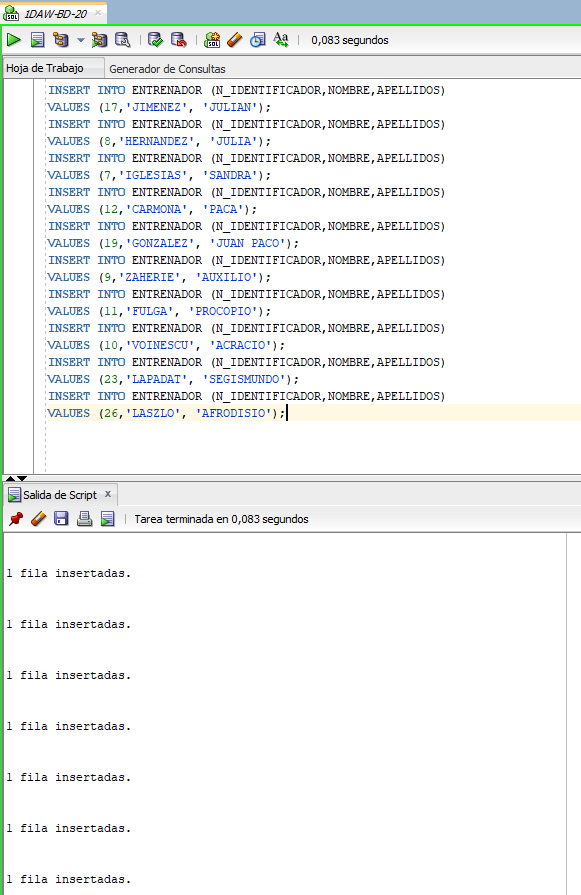 1DAW-BD-20
0,083 segundos
Hoja de Trabajo Generador de Consultas
INSERT INTO ENTRENADOR (N_IDENTIFICADOR,NOMBRE,APELLIDOS)
VALUES (17,'JIMENEZ', 'JULIAN');
INSERT INTO ENTRENADOR (N_IDENTIFICADOR,NOMBRE,APELLIDOS)
VALUES (8,'HERNANDEZ', 'JULIA');
INSERT INTO ENTRENADOR (N_IDENTIFICADOR,NOMBRE,APELLIDOS)
VALUES (7,'IGLESIAS', 'SANDRA');
INSERT INTO ENTRENADOR (N_IDENTIFICADOR,NOMBRE,APELLIDOS)
VALUES (12,'CARMONA', 'PACA');
INSERT INTO ENTRENADOR (N_IDENTIFICADOR,NOMBRE,APELLIDOS)
VALUES (19,'GONZALEZ', 'JUAN PACO');
INSERT INTO ENTRENADOR (N_IDENTIFICADOR,NOMBRE,APELLIDOS)
VALUES (9,'ZAHERIE', 'AUXILIO');
INSERT INTO ENTRENADOR (N_IDENTIFICADOR,NOMBRE,APELLIDOS)
VALUES (11,'FULGA', 'PROCOPIO');
INSERT INTO ENTRENADOR (N_IDENTIFICADOR,NOMBRE,APELLIDOS)
VALUES (10,'VOINESCU', 'ACRACIO');
INSERT INTO ENTRENADOR (N_IDENTIFICADOR,NOMBRE,APELLIDOS)
VALUES (23,'LAPADAT', 'SEGISMUNDO');
INSERT INTO ENTRENADOR (N_IDENTIFICADOR,NOMBRE,APELLIDOS)
VALUES (26,'LASZLO', 'AFRODISIO');
Salida de Script x
Tarea terminada en 0,083 segundos
1 fila insertadas.
1 fila insertadas.
1 fila insertadas.
1 fila insertadas.
1 fila insertadas.
1 fila insertadas.
1 fila insertadas.